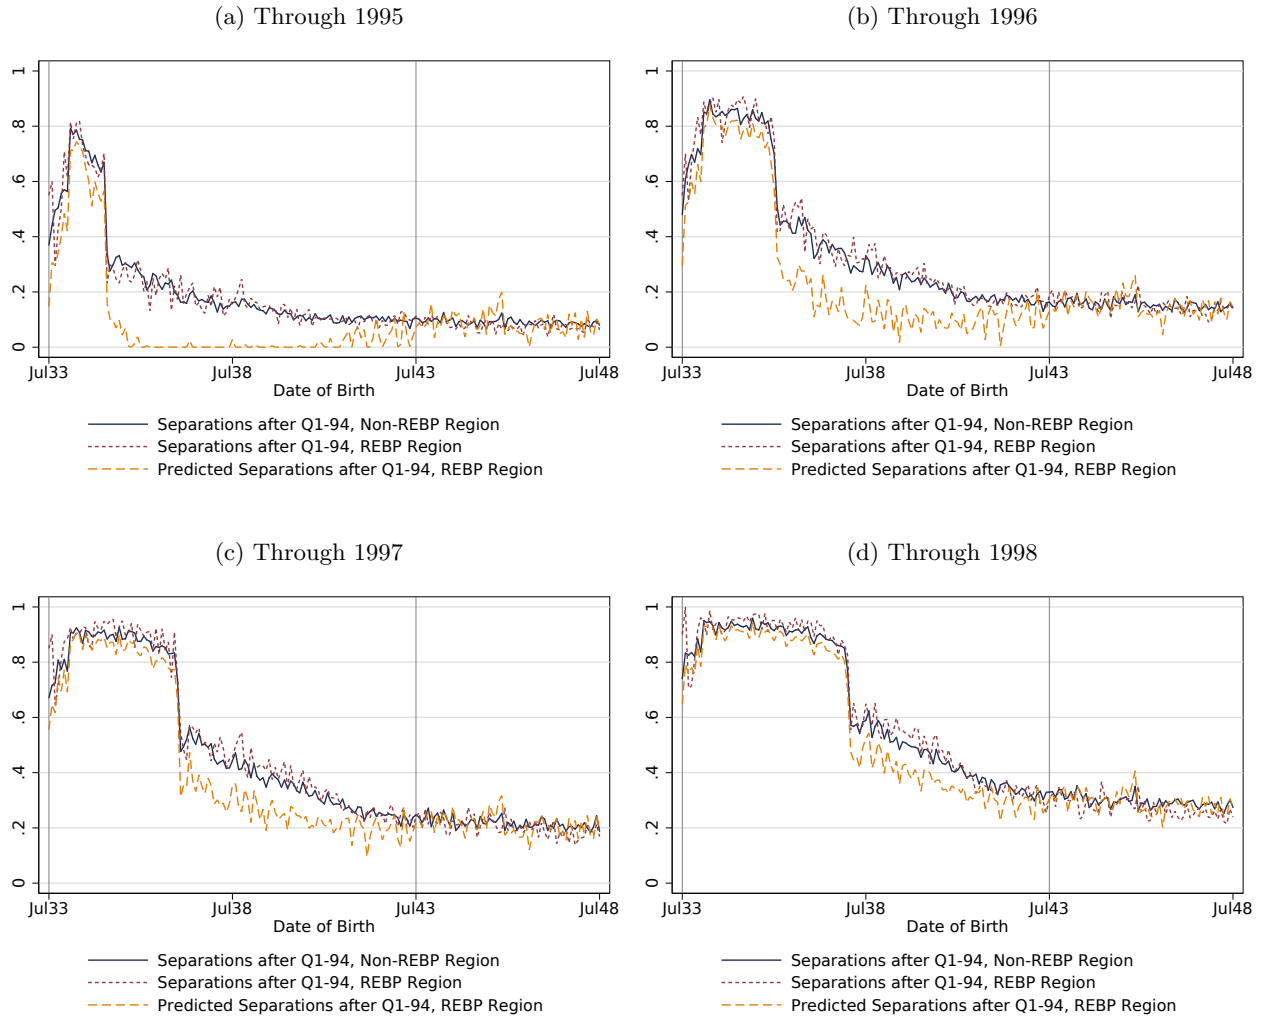 (a) Through 1995
1
.8
.6
.4
.2
0
Jul33 Jul38 Jul43 Jul48
Date of Birth
Separations after Q1-94, Non-REBP Region
Separations after Q1-94, REBP Region
Predicted Separations after Q1-94, REBP Region
(b) Through 1996
1
.8
.6
.4
.2
0
Jul33 Jul38 Jul43 Jul48
Date of Birth
Separations after Q1-94, Non-REBP Region
Separations after Q1-94, REBP Region
Predicted Separations after Q1-94, REBP Region
(c) Through 1997
1
.8
.6
.4
.2
0
Jul33 Jul38 Jul43 Jul48
Date of Birth
Separations after Q1-94, Non-REBP Region
Separations after Q1-94, REBP Region
Predicted Separations after Q1-94, REBP Region
(d) Through 1998
1
.8
.6
.4
.2
0
Jul33 Jul38 Jul43 Jul48
Date of Birth
Separations after Q1-94, Non-REBP Region
Separations after Q1-94, REBP Region
Predicted Separations after Q1-94, REBP Region